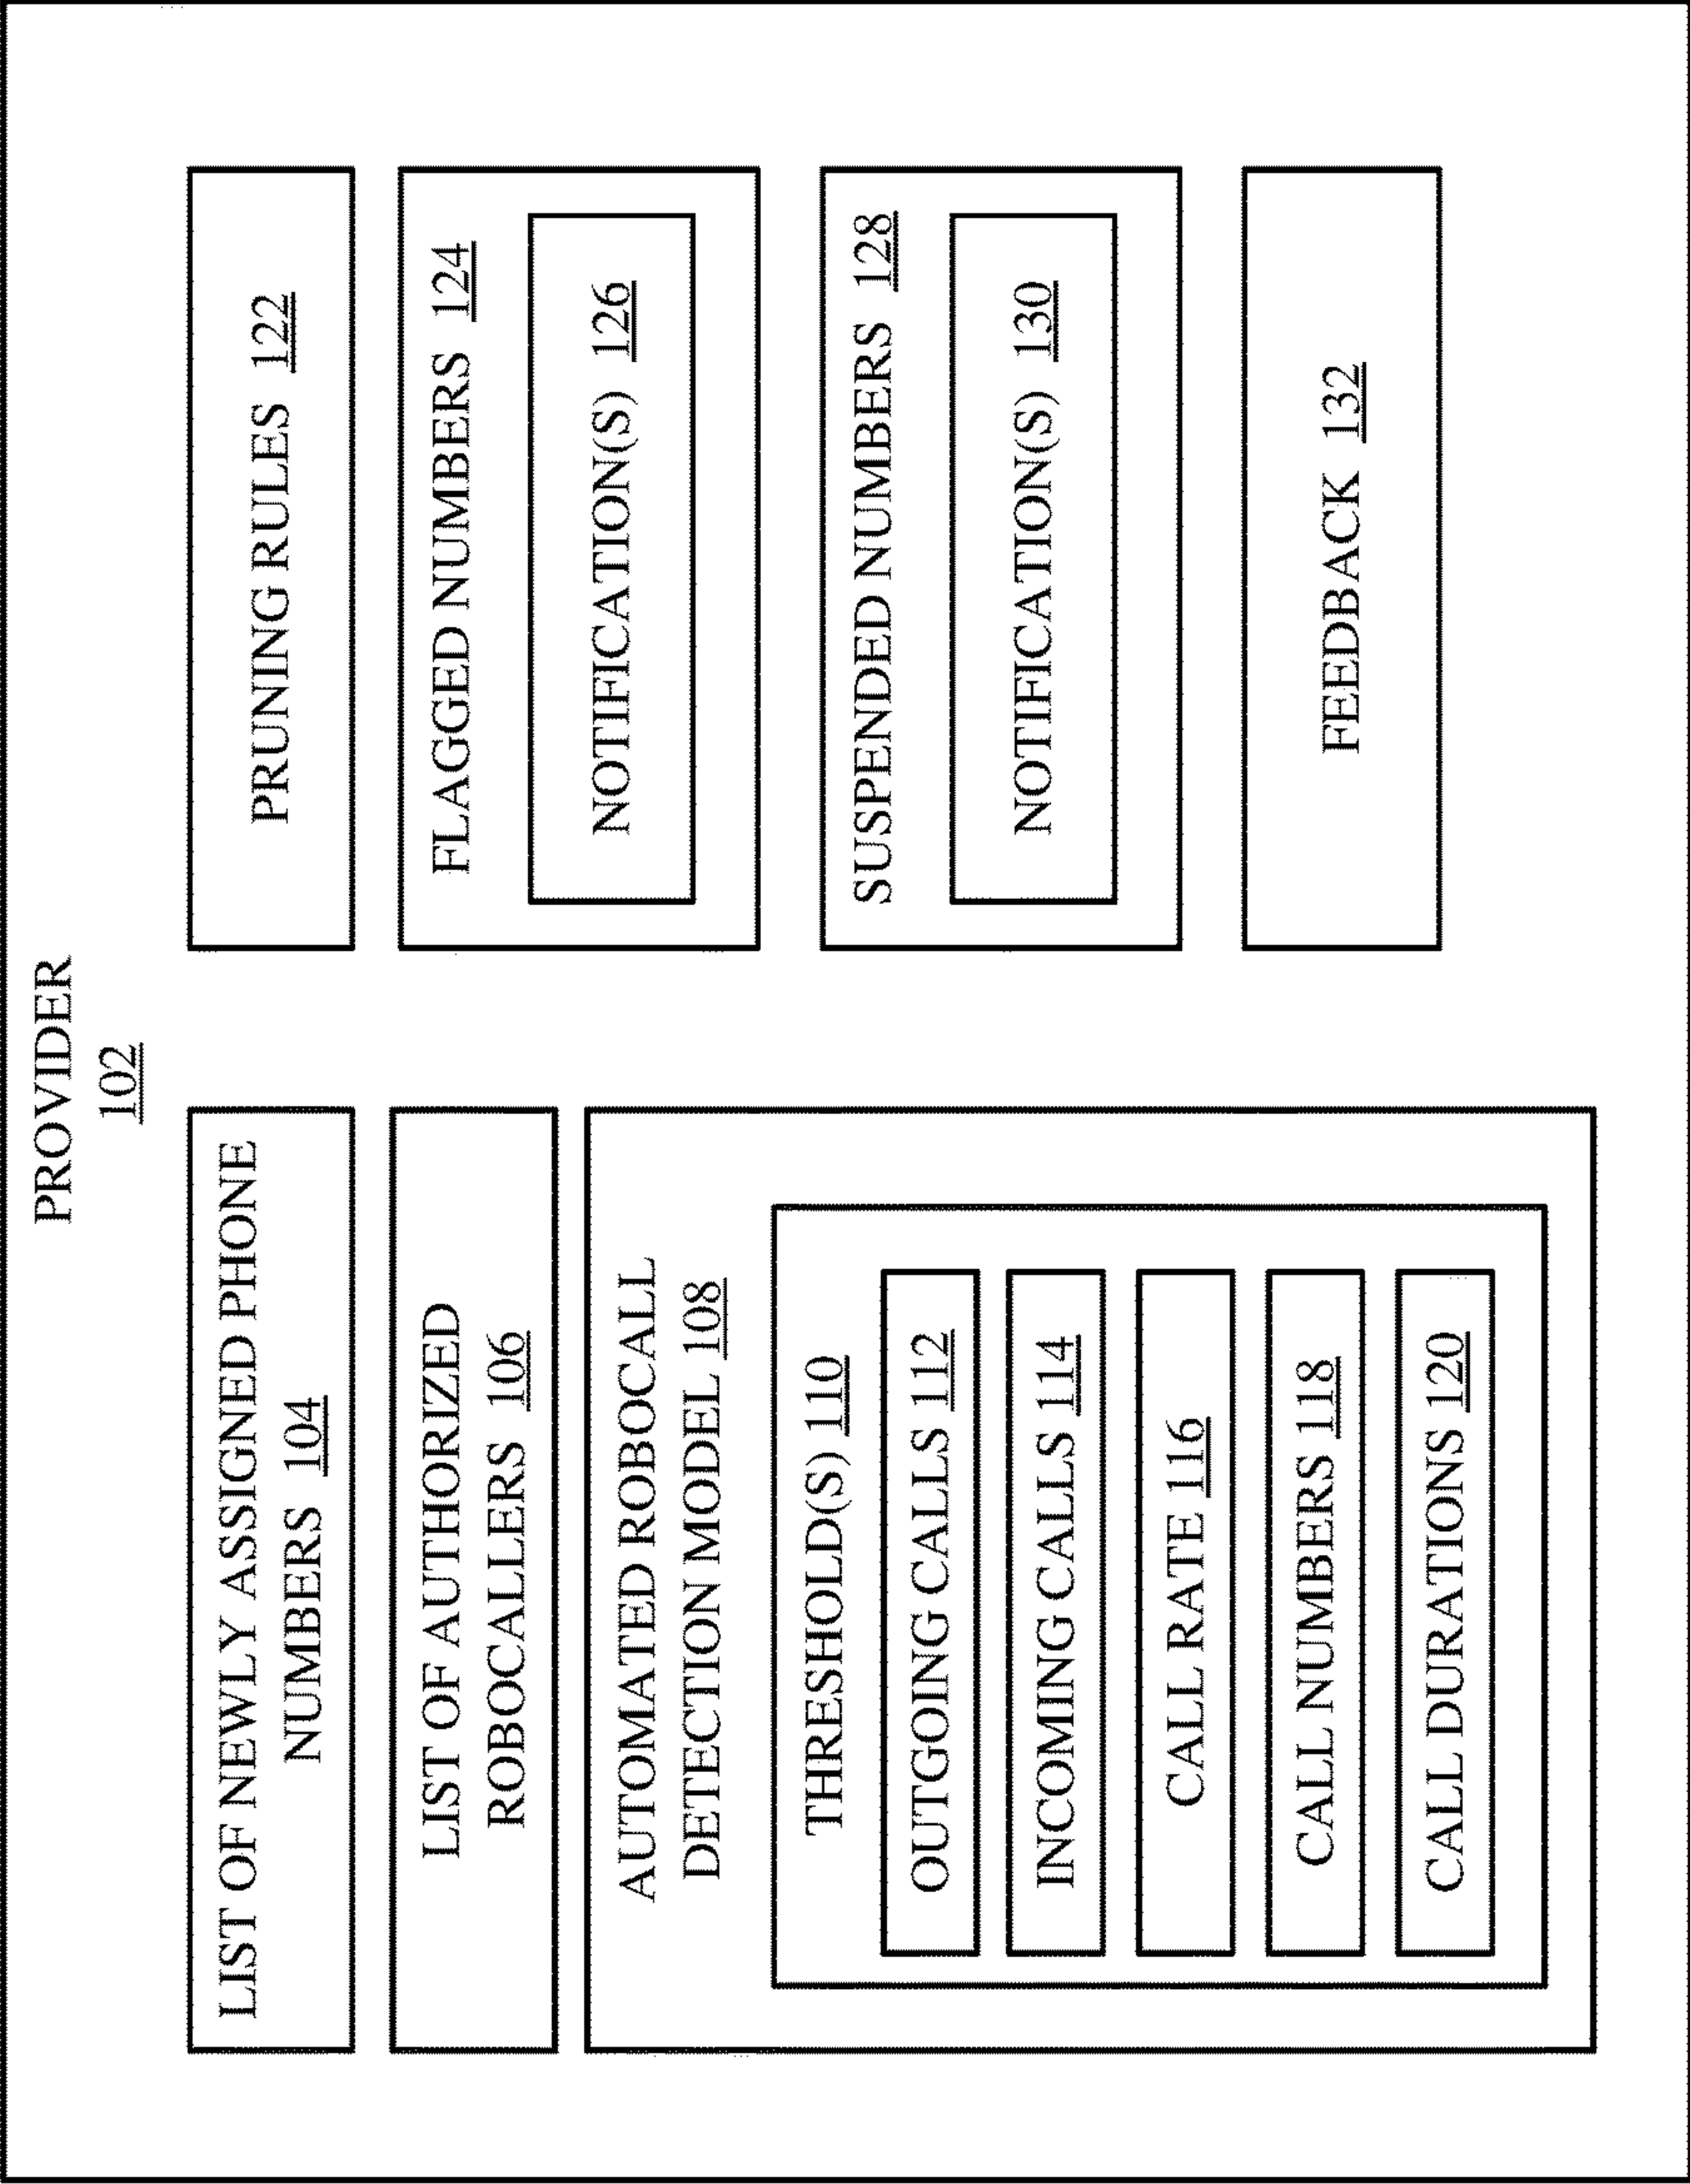 PROVIDER
102
LIST OF NEWLY ASSIGNED PHONE
NUMBERS 104
LIST OF AUTHORIZED
ROBOCALLERS 106
AUTOMATED ROBOCALL
DETECTION MODEL 108
THRESHOLD(S) 110
OUTGOING CALLS 112
INCOMING CALLS 114
CALL RATE 116
CALL NUMBERS 118
CALL DURATIONS 120
PRUNING RULES 122
FLAGGED NUMBERS 124
NOTIFICATION(S) 126
SUSPENDED NUMBERS 128
NOTIFICATION(S) 130
FEEDBACK 132